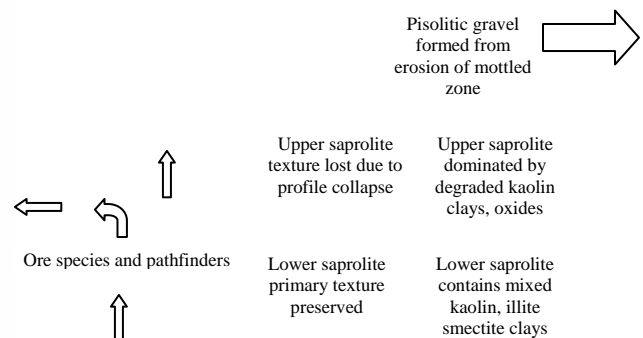 Pisolitic gravel
formed from
erosion of mottled
zone
Upper saprolite
texture lost due to
profile collapse
Upper saprolite
dominated by
degraded kaolin
clays, oxides
Ore species and pathfinders
Lower saprolite
primary texture
preserved
Lower saprolite
contains mixed
kaolin, illite
smectite clays